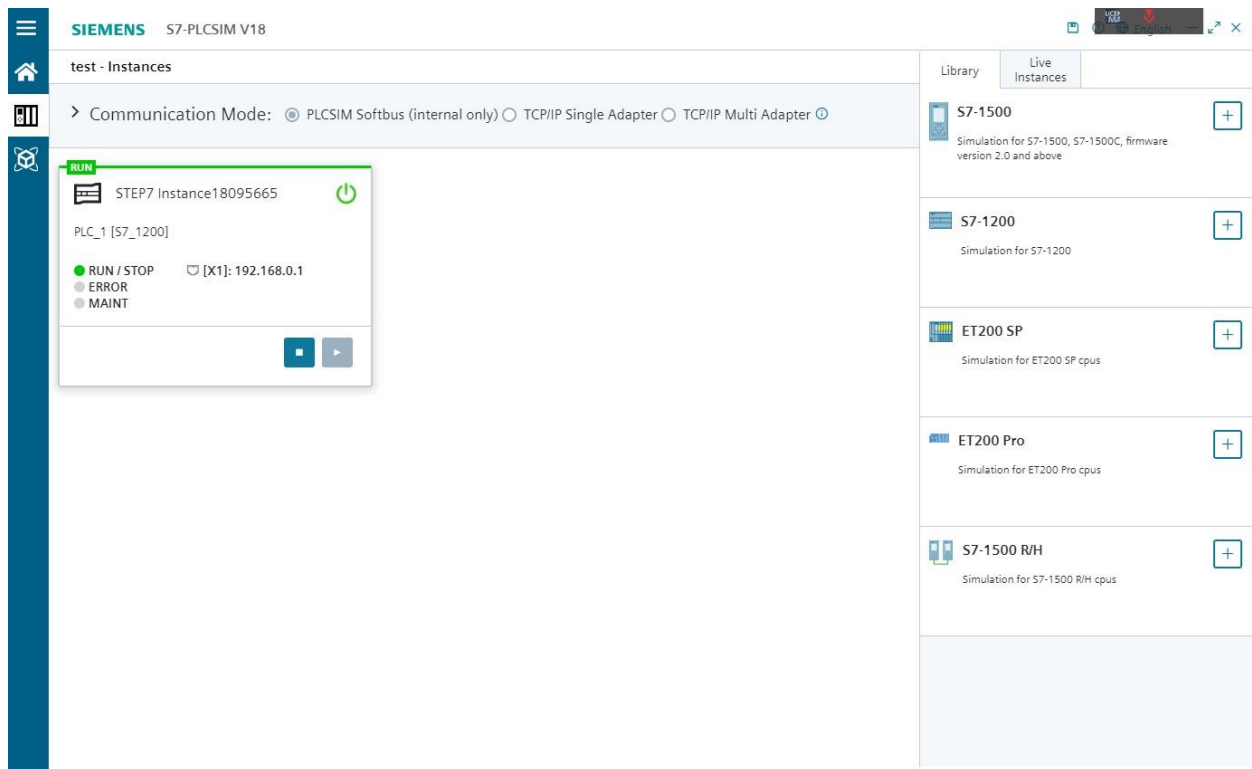 SIEMENS S7-PLCSIM V18
English
test - Instances
Communication Mode: PLCSIM Softbus (internal only) TCP/IP Single Adapter TCP/IP Multi Adapter
RUN
STEP7 Instance18095665
PLC_1 [S7_1200]
RUN / STOP [X1]: 192.168.0.1
ERROR
MAINT
Library
Live
Instances
S7-1500
Simulation for S7-1500, S7-1500C, firmware
version 2.0 and above
S7-1200
Simulation for S7-1200
ET200 SP
Simulation for ET200 SP cpus
ET200 Pro
Simulation for ET200 Pro cpus
S7-1500 R/H
Simulation for S7-1500 R/H cpus